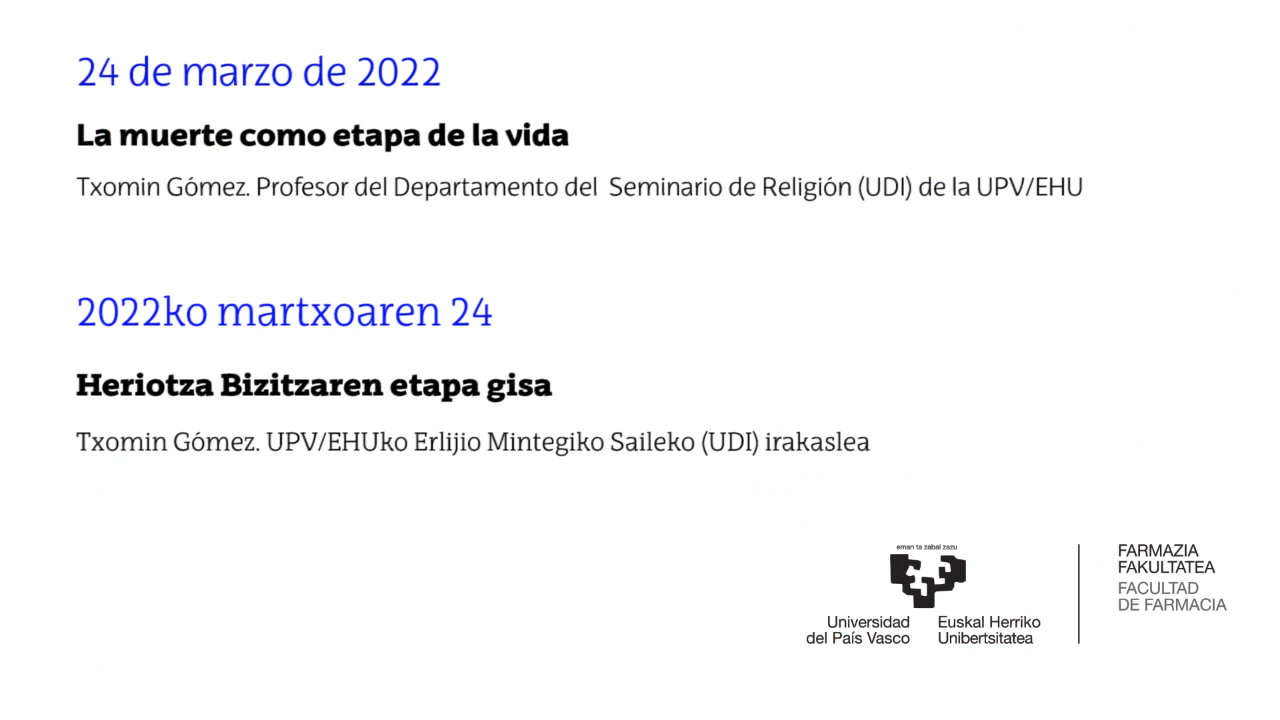 24 de marzo de 2022
La muerte como etapa de la vida
Txomin Gómez. Profesor del Departamento del Seminario de Religión (UDI) de la UPV/EHU
2022ko martxoaren 24
Heriotza Bizitzaren etapa gisa
Txomin Gómez. UPV/EHUko Erlijio Mintegiko Saileko (UDI) irakaslea
eman ta zabal zazu
Universidad
del País Vasco
Euskal Herriko
Unibertsitatea
FARMAZIA
FAKULTATEA
FACULTAD
DE FARMACIA